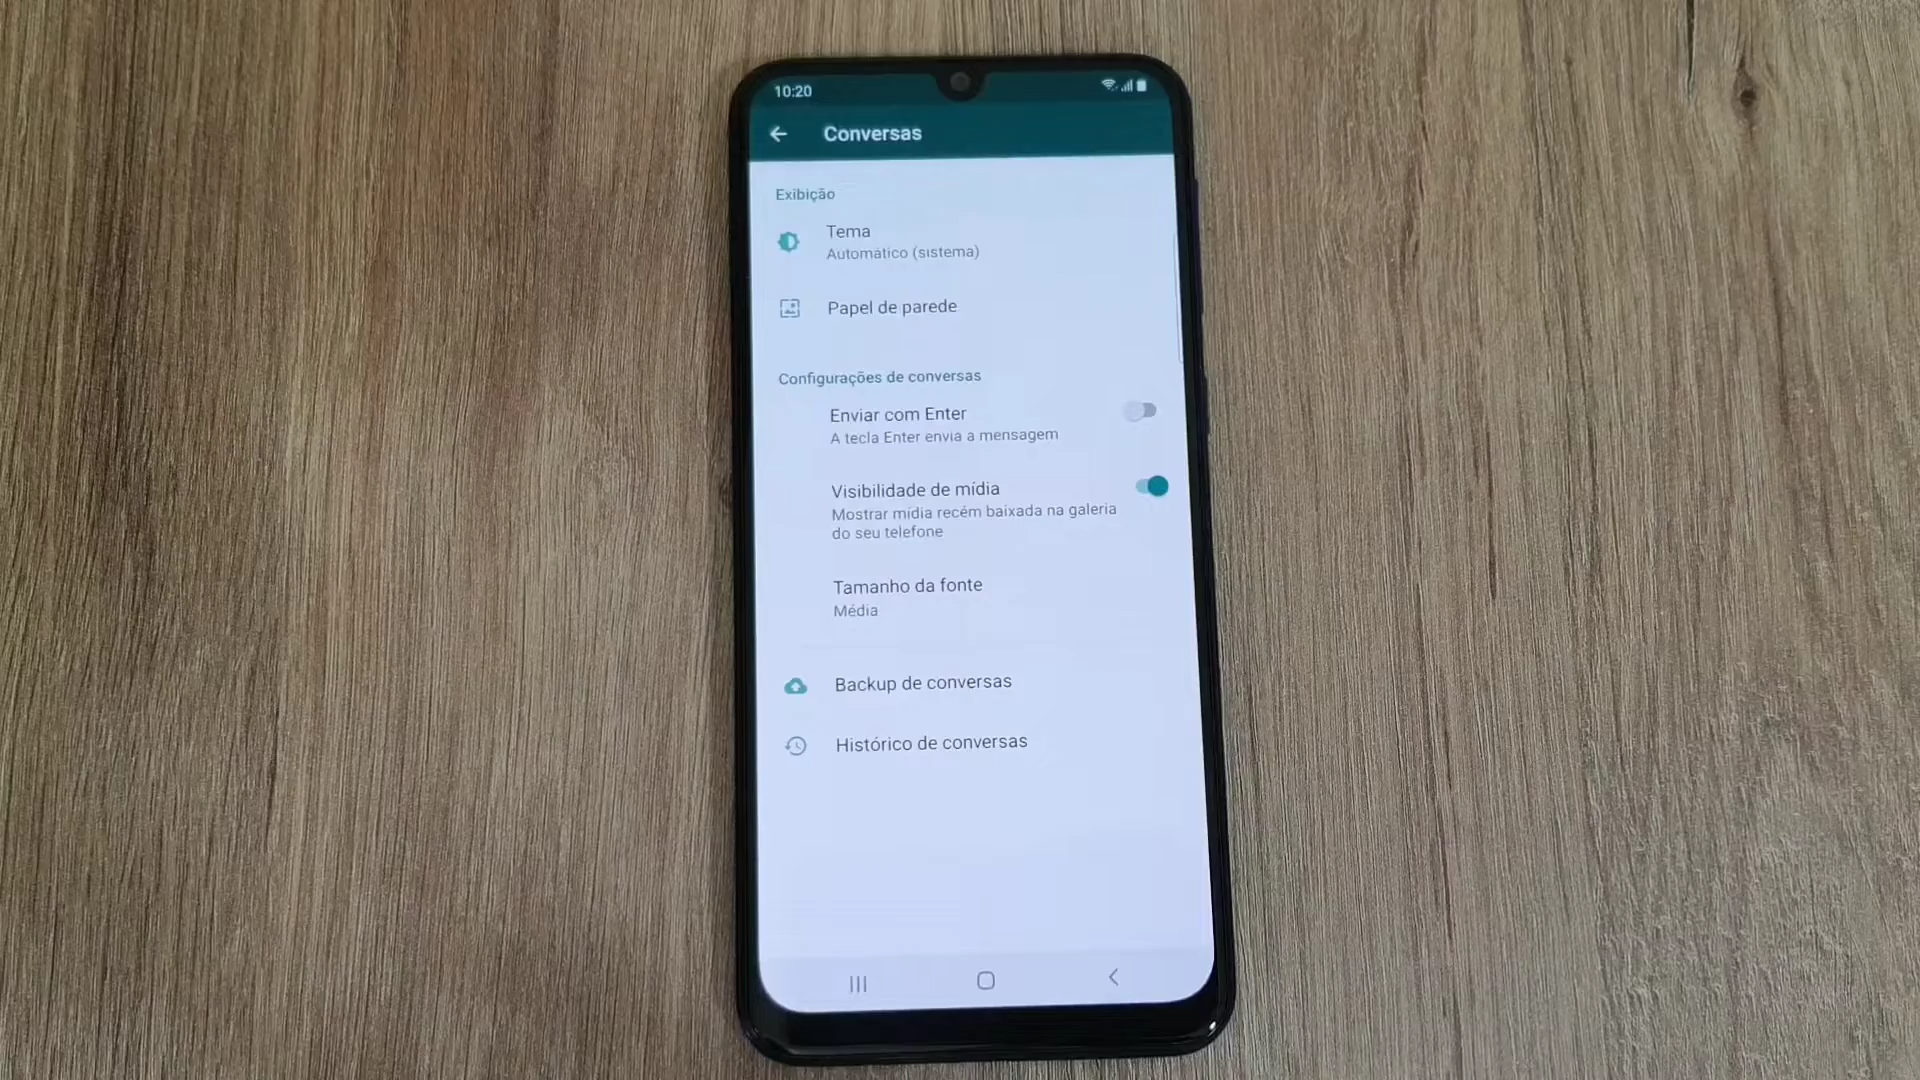 10:20
Conversas
Exibição
Tema
Automático (sistema)
Papel de parede
Configurações de conversas
Enviar com Enter
A tecla Enter envia a mensagem
Visibilidade de mídia
Mostrar mídia recém baixada na galeria
do seu telefone
Tamanho da fonte
Média
Backup de conversas
Histórico de conversas